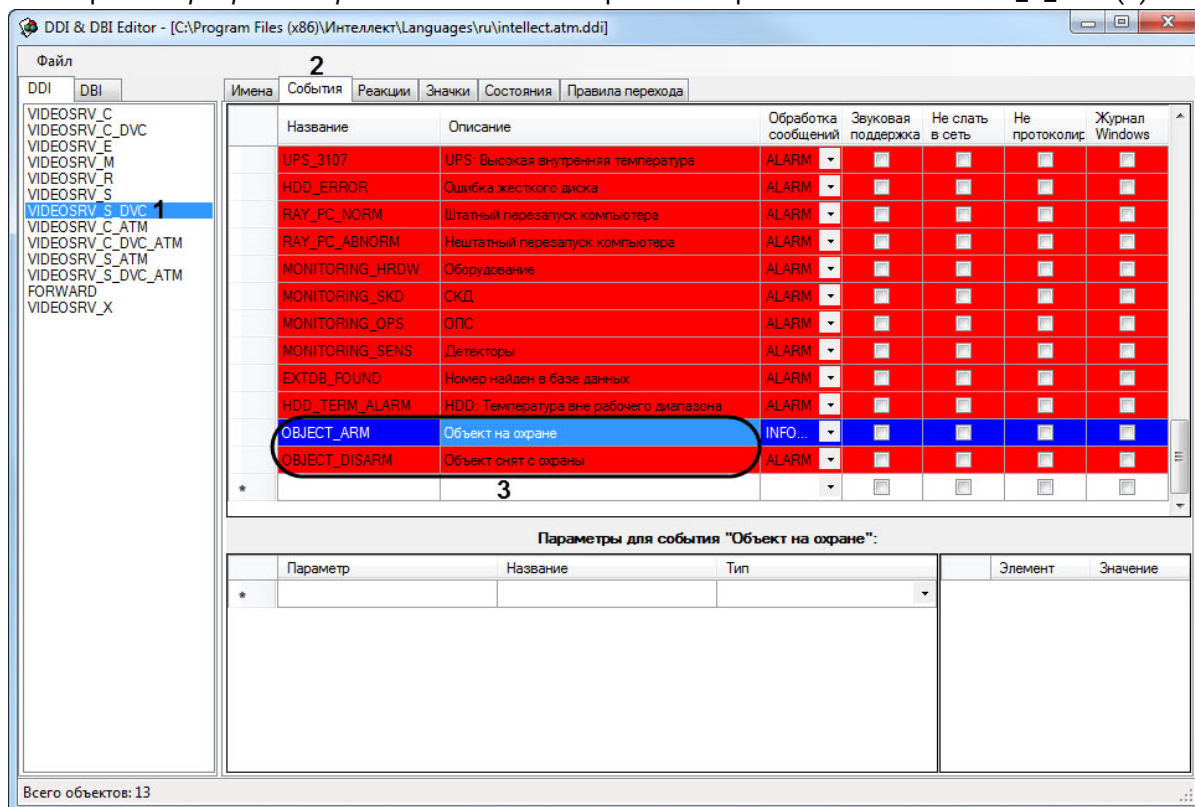 DDI & DBI Editor - [C:\Program Files (x86)\Интеллект\Languages\ru\intellect.atm.ddi]
Файл
2
DDI DBI
Имена События Реакции Значки Состояния Правила перехода
VIDEOSRV_C
VIDEOSRV_C_DVC
VIDEOSRV_E
VIDEOSRV_M
VIDEOSRV_R
VIDEOSRV_S
VIDEOSRV_S_DVC 1
VIDEOSRV_C_ATM
VIDEOSRV_C_DVC_ATM
VIDEOSRV_S_ATM
VIDEOSRV_S_DVC_ATM
FORWARD
VIDEOSRV_X
Название Описание Обработка сообщений Звуковая поддержка Не слать в сеть Не протоколир Журнал Windows
UPS_3107 UPS: Высокая внутренняя температура ALARM
HDD_ERROR Ошибка жесткого диска ALARM
RAY_PC_NORM Штатный перезапуск компьютера ALARM
RAY_PC_ABNORM Нештатный перезапуск компьютера ALARM
MONITORING_HRDW Оборудование ALARM
MONITORING_SKD СКД ALARM
MONITORING_OPS ОПС ALARM
MONITORING_SENS Детекторы ALARM
EXTDB_FOUND Номер найден в базе данных ALARM
HDD_TERM_ALARM HDD: Температура вне рабочего диапазона ALARM
OBJECT_ARM Объект на охране INFO...
OBJECT_DISARM Объект снят с охраны ALARM
* 3
Параметры для события "Объект на охране":
Параметр Название Тип Элемент Значение
*
Всего объектов: 13